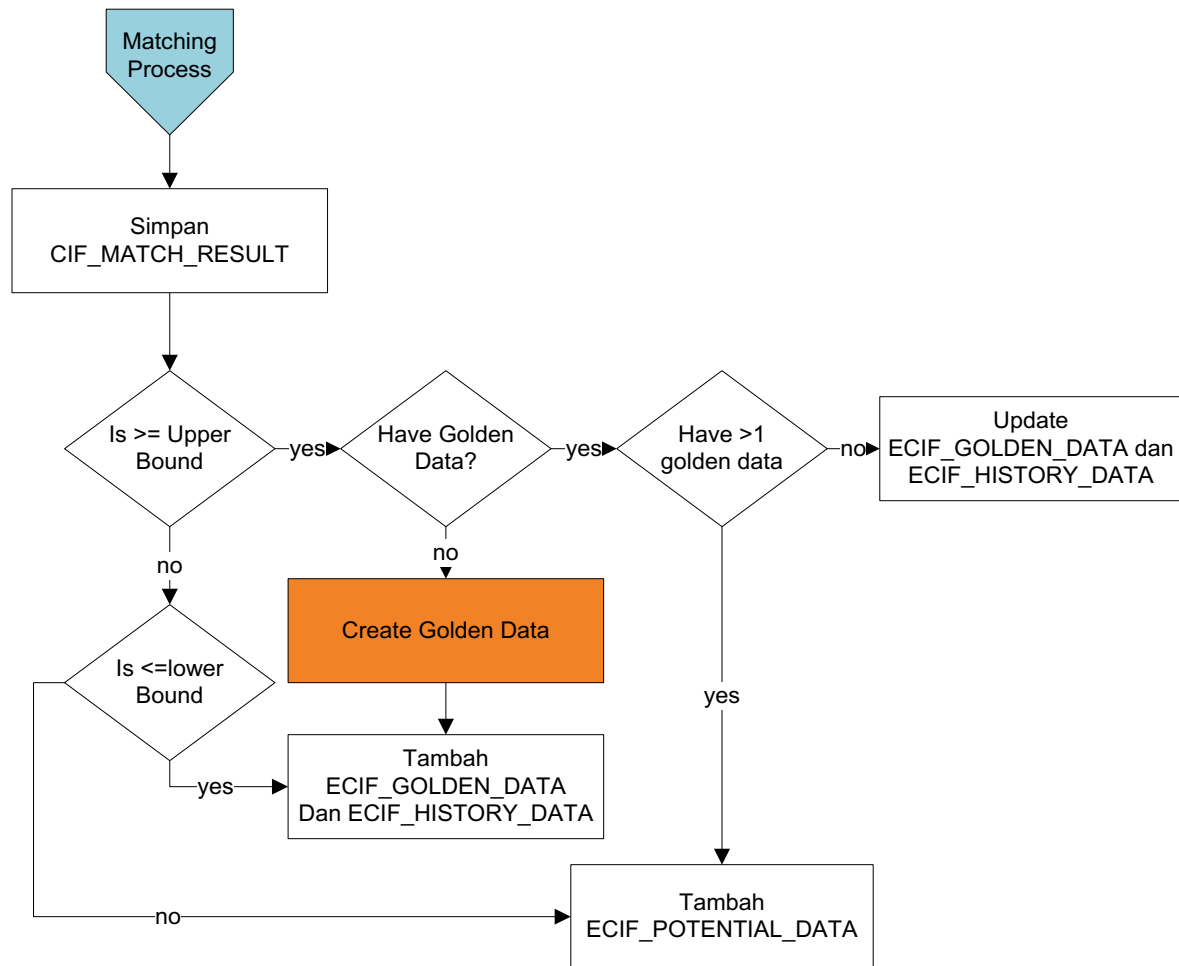 Matching
Process
Simpan
CIF_MATCH_RESULT
Is >= Upper
Bound
yes
Have Golden
Data?
yes
Have >1
golden data
no
Update
ECIF_GOLDEN_DATA dan
ECIF_HISTORY_DATA
no
no
Is <=lower
Bound
Create Golden Data
yes
yes
Tambah
ECIF_GOLDEN_DATA
Dan ECIF_HISTORY_DATA
no
Tambah
ECIF_POTENTIAL_DATA